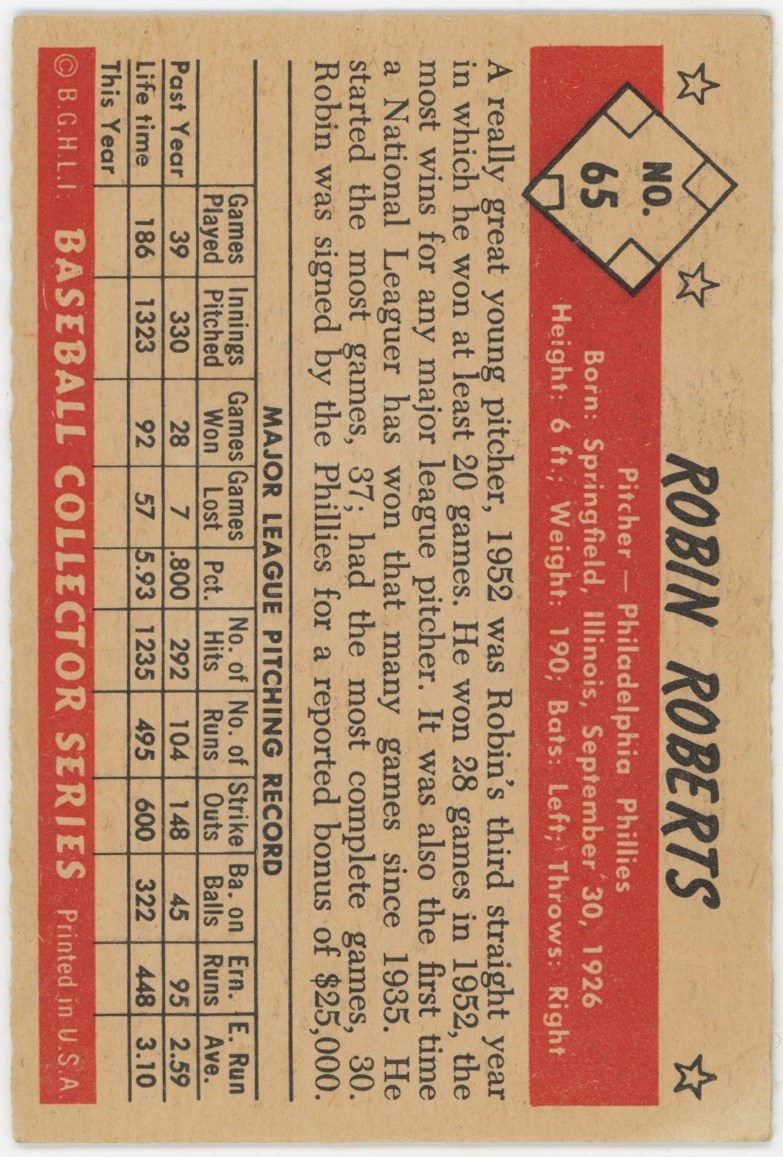 ROBIN ROBERTS
NO.
65
Pitcher — Philadelphia Phillies
Born: Springfield, Illinois, September 30, 1926
Height: 6 ft.; Weight: 190; Bats: Left; Throws: Right
A really great young pitcher, 1952 was Robin's third straight year
in which he won at least 20 games. He won 28 games in 1952, the
most wins for any major league pitcher. It was also the first time
a National Leaguer has won that many games since 1935. He
started the most games, 37; had the most complete games, 30.
Robin was signed by the Phillies for a reported bonus of $25,000.
MAJOR LEAGUE PITCHING RECORD
Games Innings Games Games No. of No. of Strike Ba. on Ern. E. Run
Played Pitched Won Lost Pct. Hits Runs Outs Balls Runs Ave.
Past Year 39 330 28 7 .800 292 104 148 45 95 2.59
Life time 186 1323 92 57 5.93 1235 495 600 322 448 3.10
This Year
© B.G.H.L.I. BASEBALL COLLECTOR SERIES Printed in U.S.A.